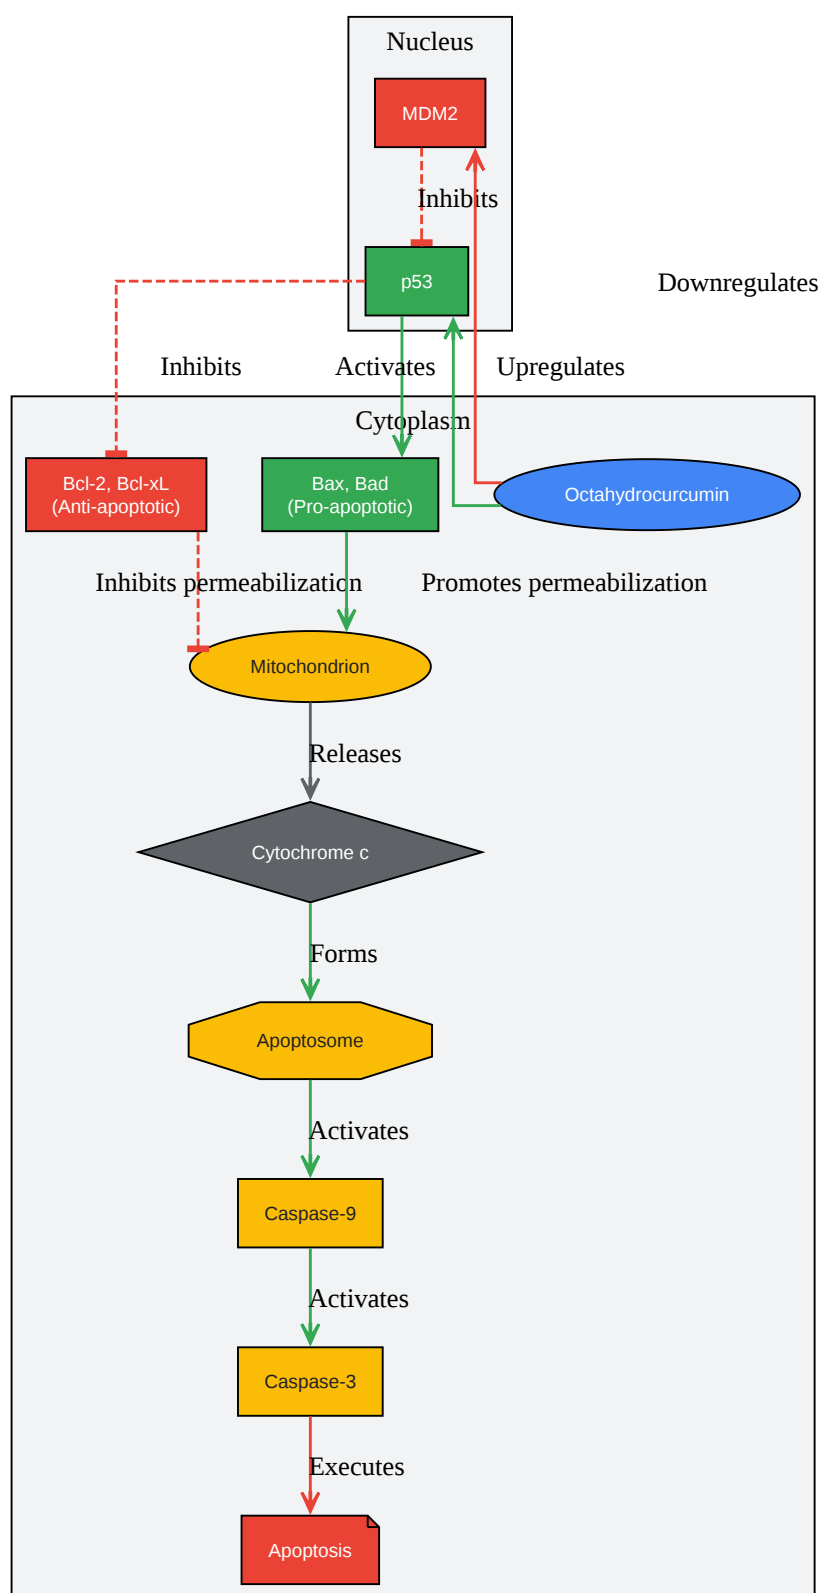 Nucleus
MDM2
Inhibits
p53
Downregulates
Inhibits
Activates
Upregulates
Cytoplasm
Bcl-2, Bcl-xL
(Anti-apoptotic)
Bax, Bad
(Pro-apoptotic)
Octahydrocurcumin
Inhibits permeabilization
Promotes permeabilization
Mitochondrion
Releases
Cytochrome c
Forms
Apoptosome
Activates
Caspase-9
Activates
Caspase-3
Executes
Apoptosis